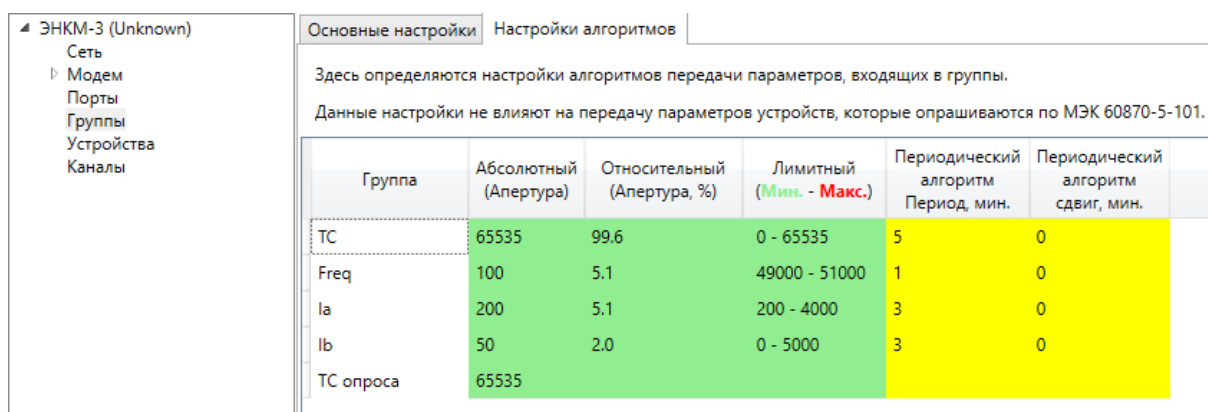 ЭНКМ-3 (Unknown)
Сеть
Модем
Порты
Группы
Устройства
Каналы
Основные настройки Настройки алгоритмов
Здесь определяются настройки алгоритмов передачи параметров, входящих в группы.
Данные настройки не влияют на передачу параметров устройств, которые опрашиваются по МЭК 60870-5-101.
Группа
Абсолютный
(Апертура)
Относительный
(Апертура, %)
Лимитный
(Мин. - Макс.)
Периодический
алгоритм
Период, мин.
Периодический
алгоритм
сдвиг, мин.
ТС 65535 99.6 0 - 65535 5 0
Freq 100 5.1 49000 - 51000 1 0
Ia 200 5.1 200 - 4000 3 0
Ib 50 2.0 0 - 5000 3 0
ТС опроса 65535